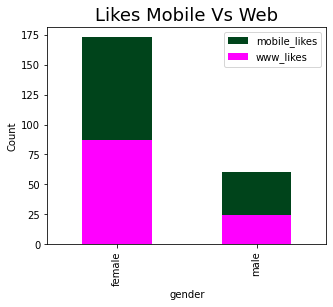 Likes Mobile Vs Web
mobile_likes
www_likes
175
150
125
100
75
50
25
0
Count
female
male
gender